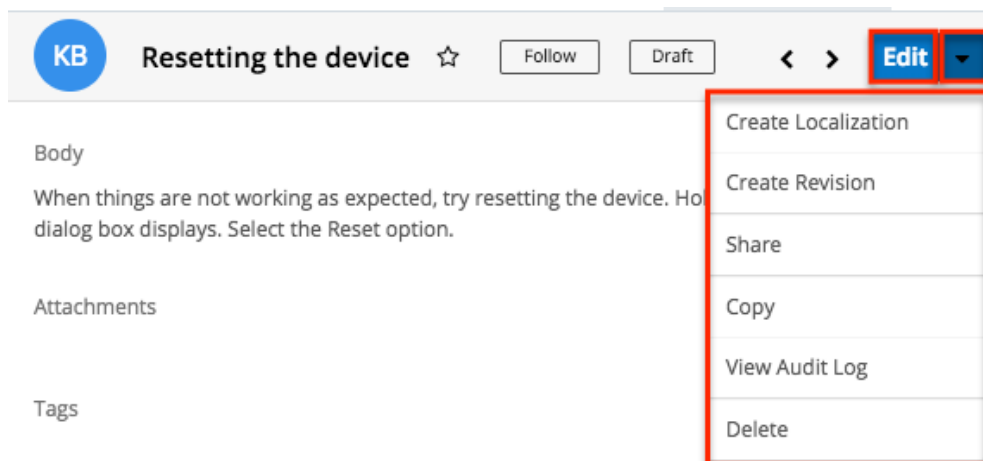 KB Resetting the device Follow Draft Edit
Create Localization
Body
Create Revision
When things are not working as expected, try resetting the device.
dialog box displays. Select the Reset option.
Share
Attachments
Copy
View Audit Log
Tags
Delete